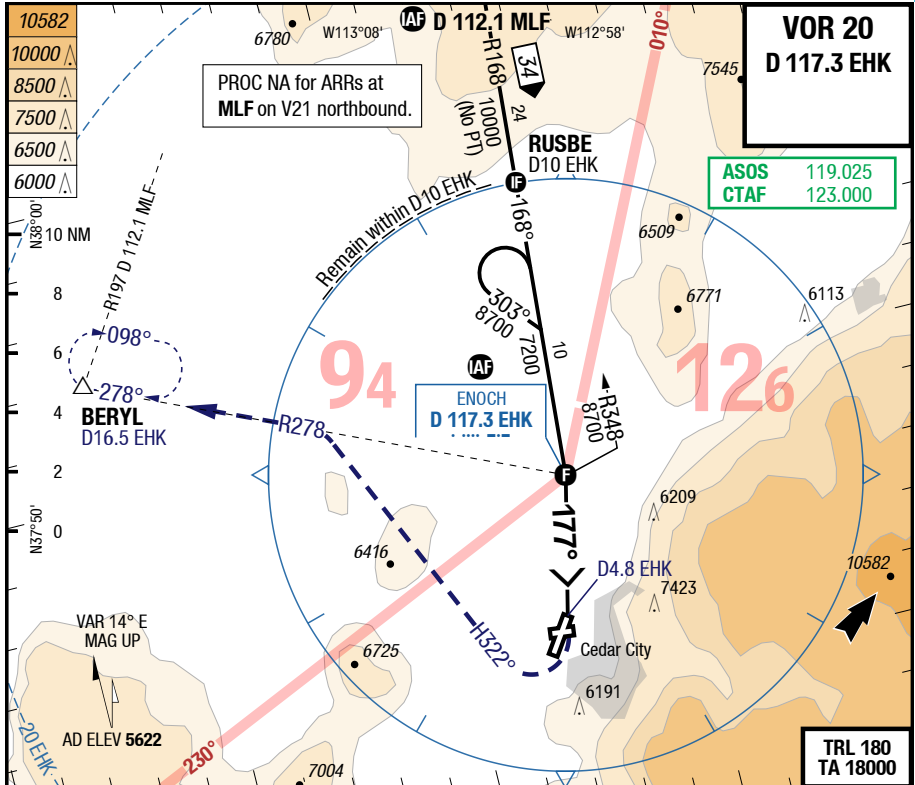 10582
10000
8500
7500
6500
6000
6780
W113°08'
IAF D 112.1 MLF
W112°58'
010°
7545
VOR 20
D 117.3 EHK
PROC NA for ARRs at
MLF on V21 northbound.
R168
10000
(No PT)
24
34
RUSBE
D10 EHK
IF
ASOS 119.025
CTAF 123.000
N38°00'
10 NM
8
6
4
2
0
N37°50'
R197 D 112.1 MLF
Remain within D10 EHK
168°
6509
6771
6113
303°
8700
7200
10
098°
278°
BERYL
D16.5 EHK
94
126
IAF
ENOCH
D 117.3 EHK
R348
8700
R278
F
177°
6209
6416
D4.8 EHK
7423
10582
H322°
Cedar City
6725
6191
VAR 14° E
MAG UP
AD ELEV 5622
20 EHK
230°
7004
TRL 180
TA 18000